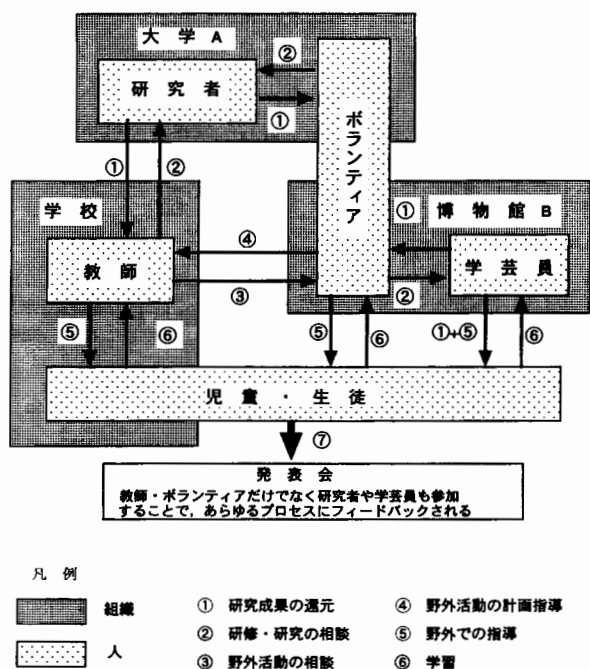 大学A
②
研究者
①
ボランティア
①
②
学校
①
博物館B
④
教師
学芸員
③
②
⑤
⑥
⑤
⑥
①+⑤
⑥
児童・生徒
⑦
発表会
教師・ボランティアだけでなく研究者や学芸員も参加
することで,あらゆるプロセスにフィードバックされる
凡 例
組織
人
① 研究成果の還元
② 研修・研究の相談
③ 野外活動の相談
④ 野外活動の計画指導
⑤ 野外での指導
⑥ 学習